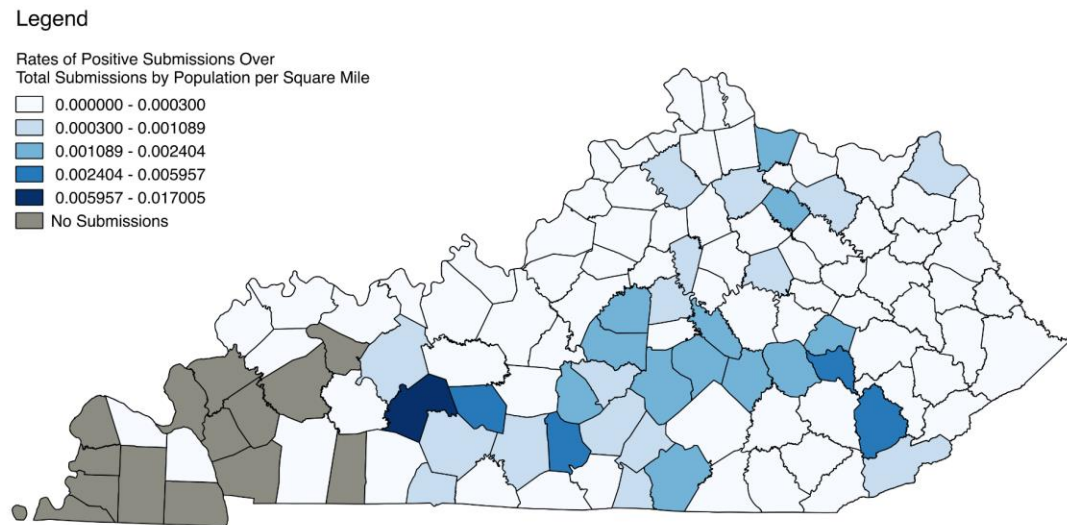 Legend
Rates of Positive Submissions Over
Total Submissions by Population per Square Mile
0.000000 - 0.000300
0.000300 - 0.001089
0.001089 - 0.002404
0.002404 - 0.005957
0.005957 - 0.017005
No Submissions